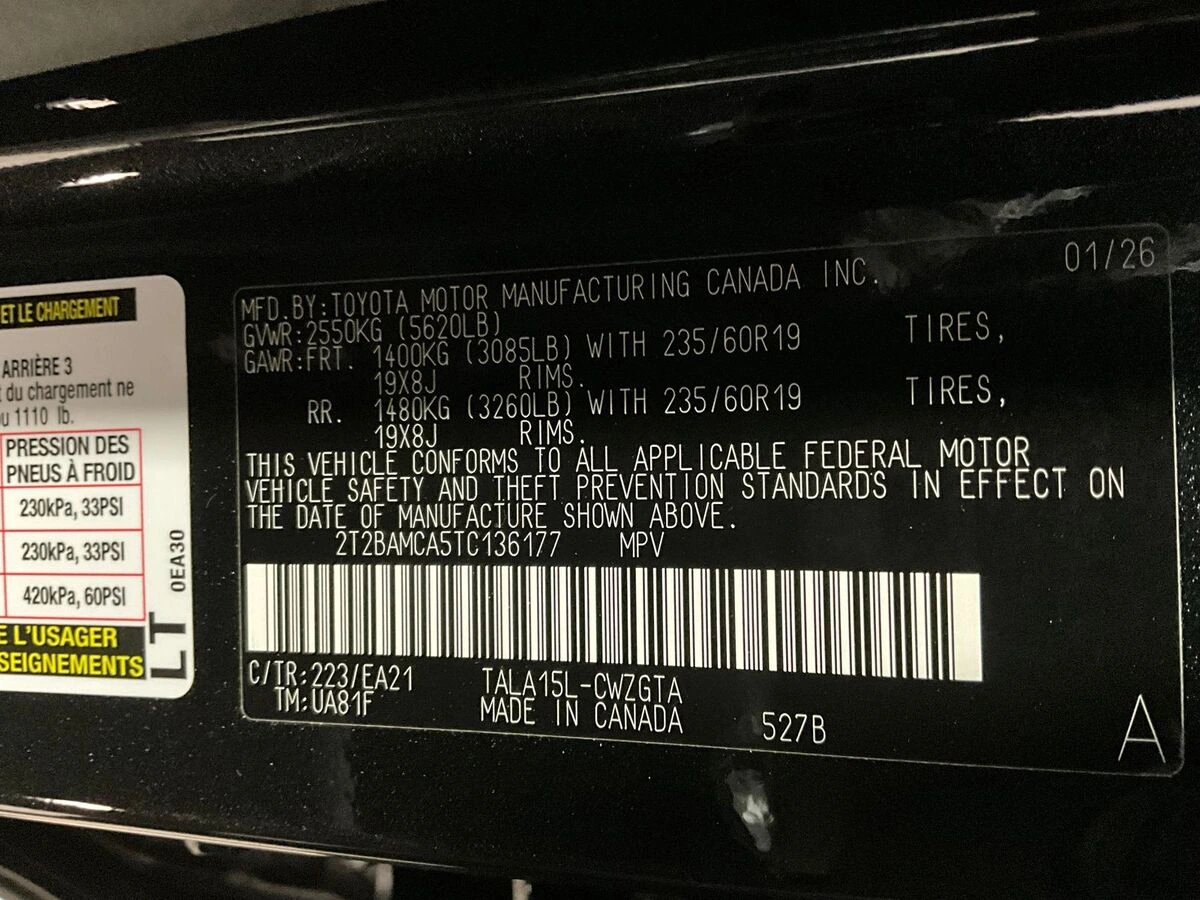 ET LE CHARGEMENT
ARRIÈRE 3
du chargement ne
1110 lb.
PRESSION DES
PNEUS À FROID
230kPa, 33PSI
230kPa, 33PSI
420kPa, 60PSI
L'USAGER
SEIGNEMENTS
0EA30
LT
01/26
MFD.BY:TOYOTA MOTOR MANUFACTURING CANADA INC.
GVWR:2550KG (5620LB)
GAWR:FRT. 1400KG (3085LB) WITH 235/60R19 TIRES,
19X8J RIMS.
RR. 1480KG (3260LB) WITH 235/60R19 TIRES,
19X8J RIMS.
THIS VEHICLE CONFORMS TO ALL APPLICABLE FEDERAL MOTOR
VEHICLE SAFETY AND THEFT PREVENTION STANDARDS IN EFFECT ON
THE DATE OF MANUFACTURE SHOWN ABOVE.
2T2BAMCA5TC136177 MPV
C/TR:223/EA21 TALA15L-CWZGTA
TM:UA81F MADE IN CANADA 527B
A